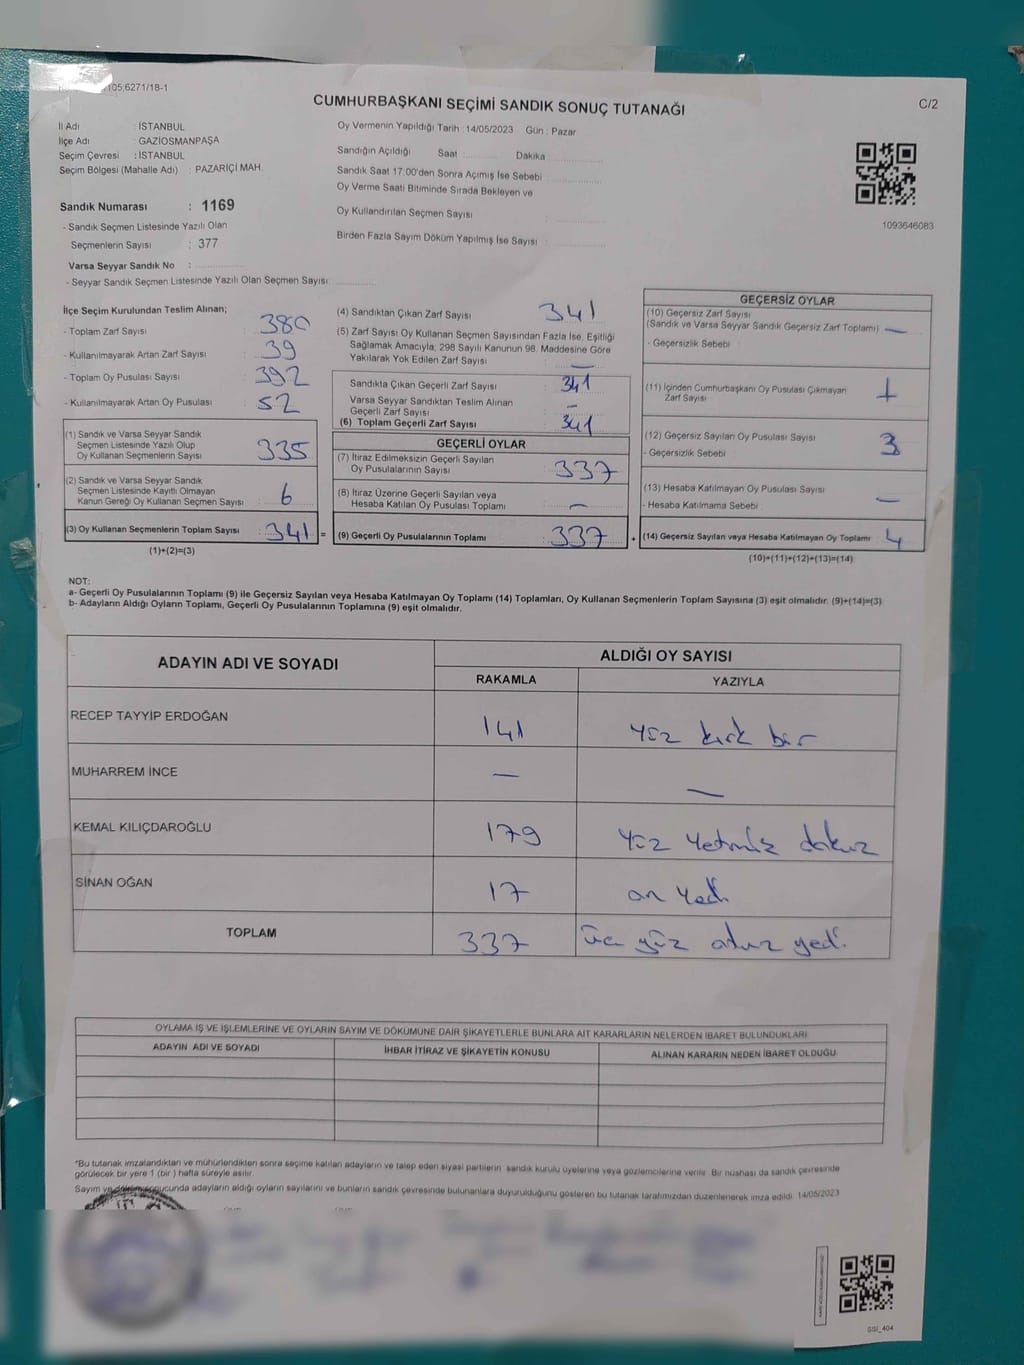 105;6271/18-1
CUMHURBAŞKANI SEÇİMİ SANDIK SONUÇ TUTANAĞI
C/2
İl Adı : İSTANBUL
İlçe Adı : GAZİOSMANPAŞA
Seçim Çevresi : İSTANBUL
Seçim Bölgesi (Mahalle Adı) : PAZARİÇİ MAH.
Sandık Numarası : 1169
- Sandık Seçmen Listesinde Yazılı Olan
Seçmenlerin Sayısı : 377
Varsa Seyyar Sandık No :
- Seyyar Sandık Seçmen Listesinde Yazılı Olan Seçmen Sayısı:
Oy Vermenin Yapıldığı Tarih : 14/05/2023 Gün : Pazar
Sandığın Açıldığı Saat : Dakika :
Sandık Saat 17:00'den Sonra Açımış İse Sebebi :
Oy Verme Saati Bitiminde Sırada Bekleyen ve
Oy Kullandırılan Seçmen Sayısı :
Birden Fazla Sayım Döküm Yapılmış İse Sayısı :
1093646083
İlçe Seçim Kurulundan Teslim Alınan;
- Toplam Zarf Sayısı : 380
- Kullanılmayarak Artan Zarf Sayısı : 39
- Toplam Oy Pusulası Sayısı : 392
- Kullanılmayarak Artan Oy Pusulası : 52
(1) Sandık ve Varsa Seyyar Sandık
Seçmen Listesinde Yazılı Olup
Oy Kullanan Seçmenlerin Sayısı : 335
(2) Sandık ve Varsa Seyyar Sandık
Seçmen Listesinde Kayıtlı Olmayan
Kanun Gereği Oy Kullanan Seçmen Sayısı : 6
(3) Oy Kullanan Seçmenlerin Toplam Sayısı : 341 =
(1)+(2)=(3)
(4) Sandıktan Çıkan Zarf Sayısı : 341
(5) Zarf Sayısı Oy Kullanan Seçmen Sayısından Fazla İse, Eşitliği
Sağlamak Amacıyla, 298 Sayılı Kanunun 98. Maddesine Göre
Yakılarak Yok Edilen Zarf Sayısı : —
Sandıkta Çıkan Geçerli Zarf Sayısı : 341
Varsa Seyyar Sandıktan Teslim Alınan
Geçerli Zarf Sayısı : —
(6) Toplam Geçerli Zarf Sayısı : 341
GEÇERLİ OYLAR
(7) İtiraz Edilmeksizin Geçerli Sayılan
Oy Pusulalarının Sayısı : 337
(8) İtiraz Üzerine Geçerli Sayılan veya
Hesaba Katılan Oy Pusulası Toplamı : —
(9) Geçerli Oy Pusulalarının Toplamı : 337 +
GEÇERSİZ OYLAR
(10) Geçersiz Zarf Sayısı
(Sandık ve Varsa Seyyar Sandık Geçersiz Zarf Toplamı) : —
- Geçersizlik Sebebi :
(11) İçinden Cumhurbaşkanı Oy Pusulası Çıkmayan
Zarf Sayısı : 1
(12) Geçersiz Sayılan Oy Pusulası Sayısı : 3
- Geçersizlik Sebebi :
(13) Hesaba Katılmayan Oy Pusulası Sayısı : —
- Hesaba Katılmama Sebebi :
(14) Geçersiz Sayılan veya Hesaba Katılmayan Oy Toplamı : 4
(10)+(11)+(12)+(13)=(14)
NOT:
a- Geçerli Oy Pusulalarının Toplamı (9) ile Geçersiz Sayılan veya Hesaba Katılmayan Oy Toplamı (14) Toplamları, Oy Kullanan Seçmenlerin Toplam Sayısına (3) eşit olmalıdır. (9)+(14)=(3)
b- Adayların Aldığı Oyların Toplamı, Geçerli Oy Pusulalarının Toplamına (9) eşit olmalıdır.
ADAYIN ADI VE SOYADI ALDIĞI OY SAYISI
RAKAMLA YAZIYLA
RECEP TAYYİP ERDOĞAN 141 yüz kırk bir
MUHARREM İNCE — —
KEMAL KILIÇDAROĞLU 179 yüz yetmiş dokuz
SİNAN OĞAN 17 on yedi
TOPLAM 337 üç yüz otuz yedi
OYLAMA İŞ VE İŞLEMLERİNE VE OYLARIN SAYIM VE DÖKÜMÜNE DAİR ŞİKAYETLERLE BUNLARA AİT KARARLARIN NELERDEN İBARET BULUNDUKLARI
ADAYIN ADI VE SOYADI İHBAR İTİRAZ VE ŞİKAYETİN KONUSU ALINAN KARARIN NEDEN İBARET OLDUĞU
*Bu tutanak imzalandıktan ve mühürlendikten sonra seçime katılan adayların ve talep eden siyasi partilerin sandık kurulu üyelerine veya gözlemcilerine verilir. Bir nüshası da sandık çevresinde
görülecek bir yere 1 (bir) hafta süreyle asılır.
Sayım ve döküm sonucunda adayların aldığı oyların sayılarını ve bunların sandık çevresinde bulunanlara duyurulduğunu gösteren bu tutanak tarafımızdan düzenlenerek imza edildi. 14/05/2023
SSİ_404